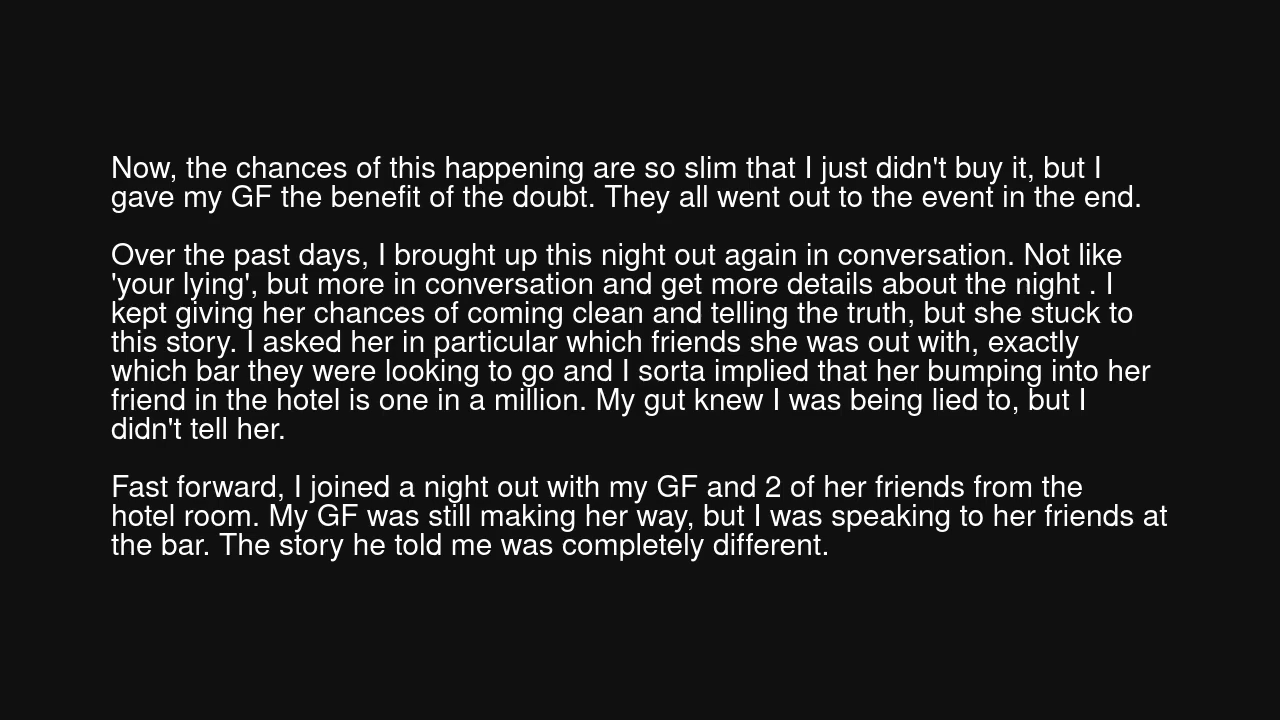 Now, the chances of this happening are so slim that I just didn't buy it, but I
gave my GF the benefit of the doubt. They all went out to the event in the end.
Over the past days, I brought up this night out again in conversation. Not like
'your lying', but more in conversation and get more details about the night . I
kept giving her chances of coming clean and telling the truth, but she stuck to
this story. I asked her in particular which friends she was out with, exactly
which bar they were looking to go and I sorta implied that her bumping into her
friend in the hotel is one in a million. My gut knew I was being lied to, but I
didn't tell her.
Fast forward, I joined a night out with my GF and 2 of her friends from the
hotel room. My GF was still making her way, but I was speaking to her friends at
the bar. The story he told me was completely different.